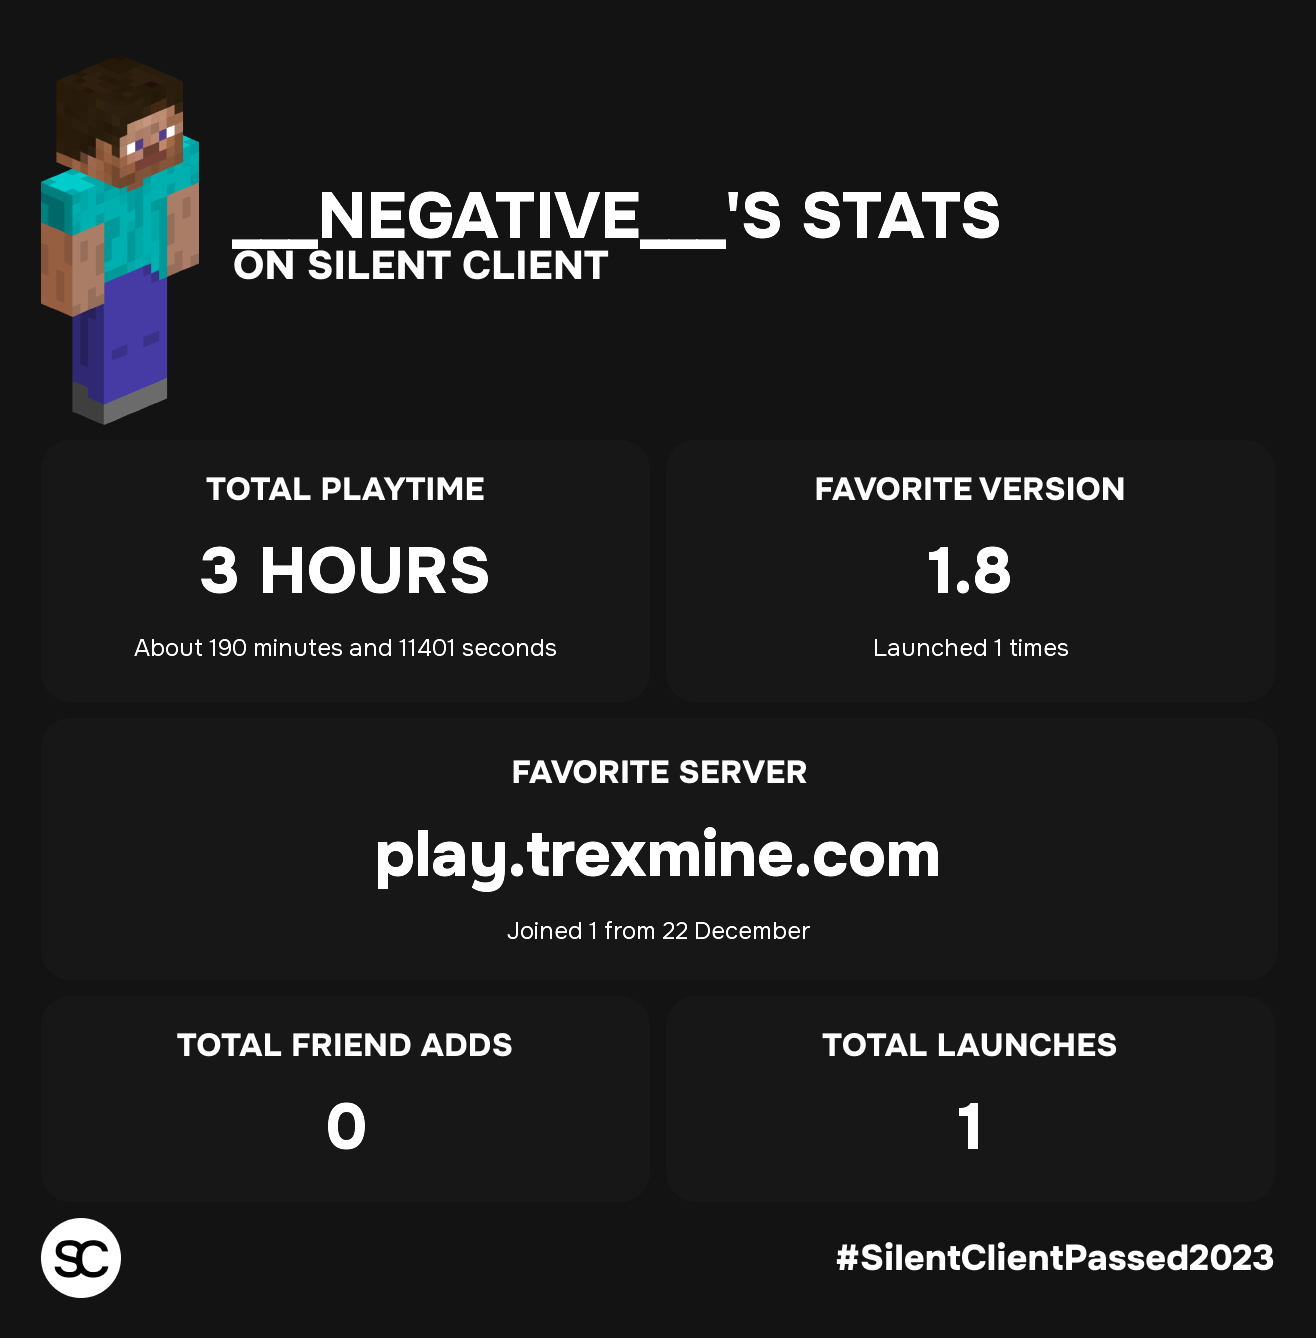 ___NEGATIVE___'S STATS
ON SILENT CLIENT
TOTAL PLAYTIME
3 HOURS
About 190 minutes and 11401 seconds
FAVORITE VERSION
1.8
Launched 1 times
FAVORITE SERVER
play.trexmine.com
Joined 1 from 22 December
TOTAL FRIEND ADDS
0
TOTAL LAUNCHES
1
SC
#SilentClientPassed2023